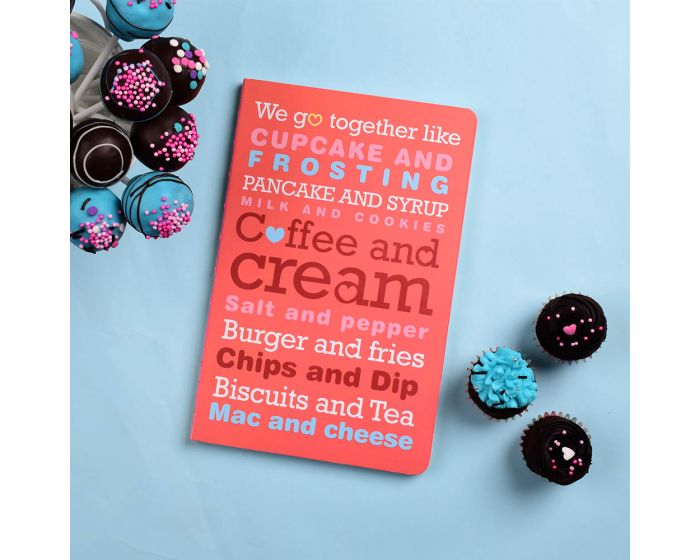 We go together like
CUPCAKE AND
FROSTING
PANCAKE AND SYRUP
MILK AND COOKIES
Coffee and
cream
Salt and pepper
Burger and fries
Chips and Dip
Biscuits and Tea
Mac and cheese